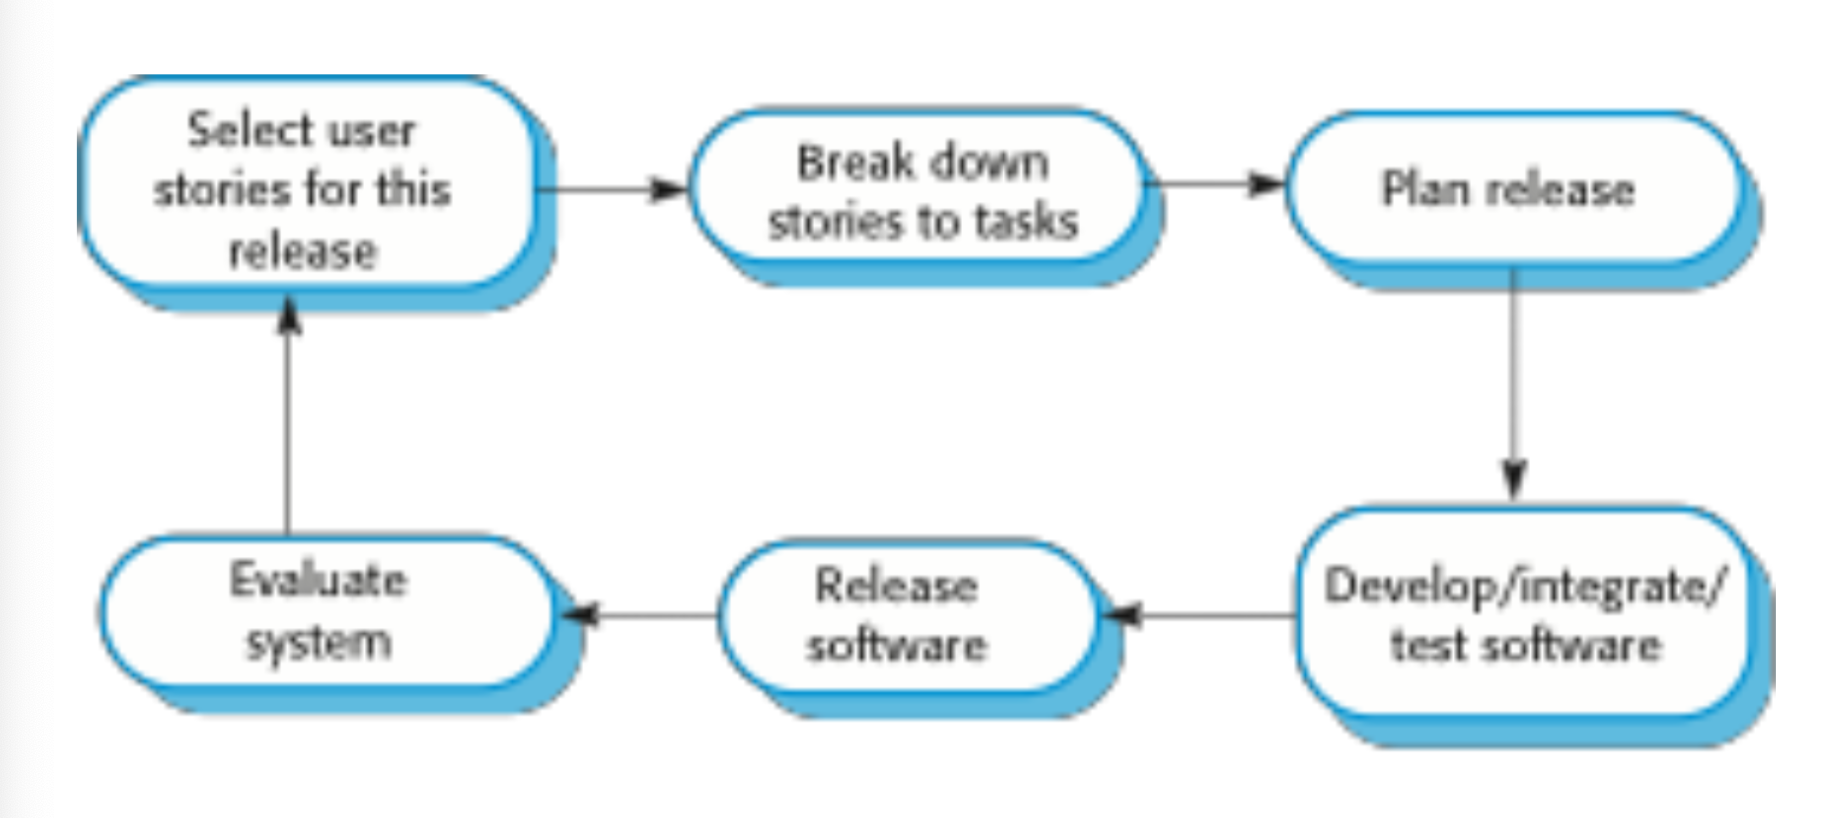 Select user
stories for this
release
Break down
stories to tasks
Plan release
Evaluate
system
Release
software
Develop/integrate/
test software